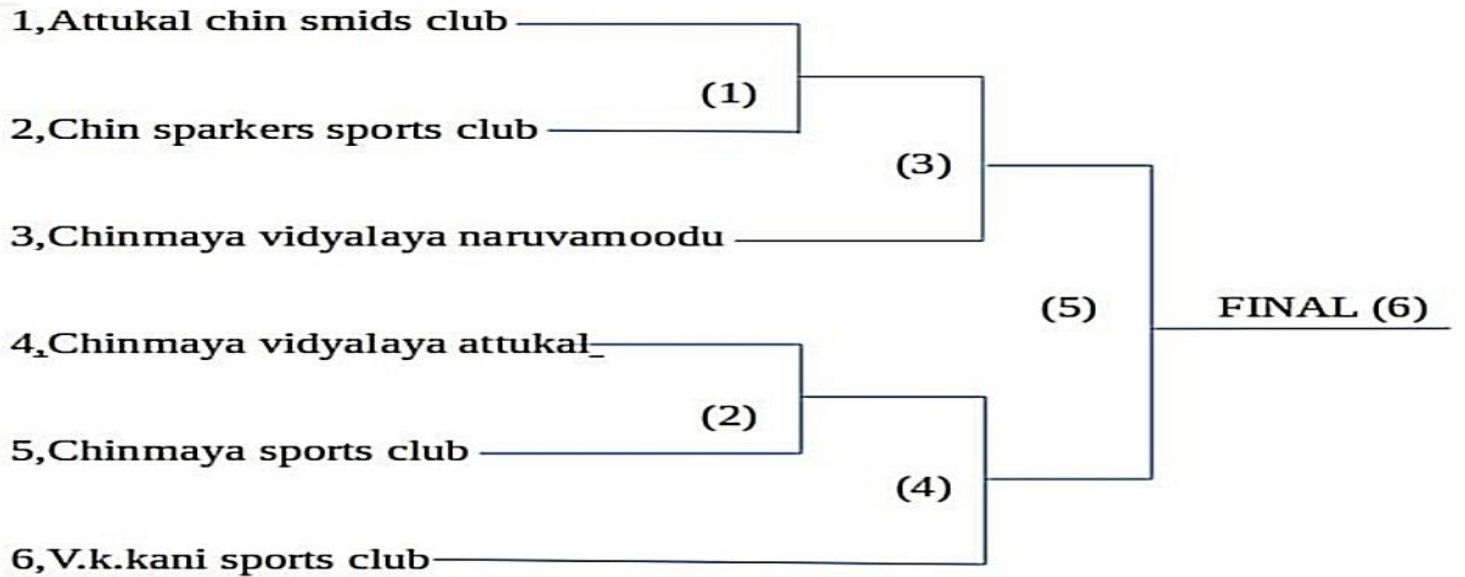 1,Attukal chin smids club
(1)
2,Chin sparkers sports club
(3)
3,Chinmaya vidyalaya naruvamoodu
(5)
FINAL (6)
4,Chinmaya vidyalaya attukal_
(2)
5,Chinmaya sports club
(4)
6,V.k.kani sports club